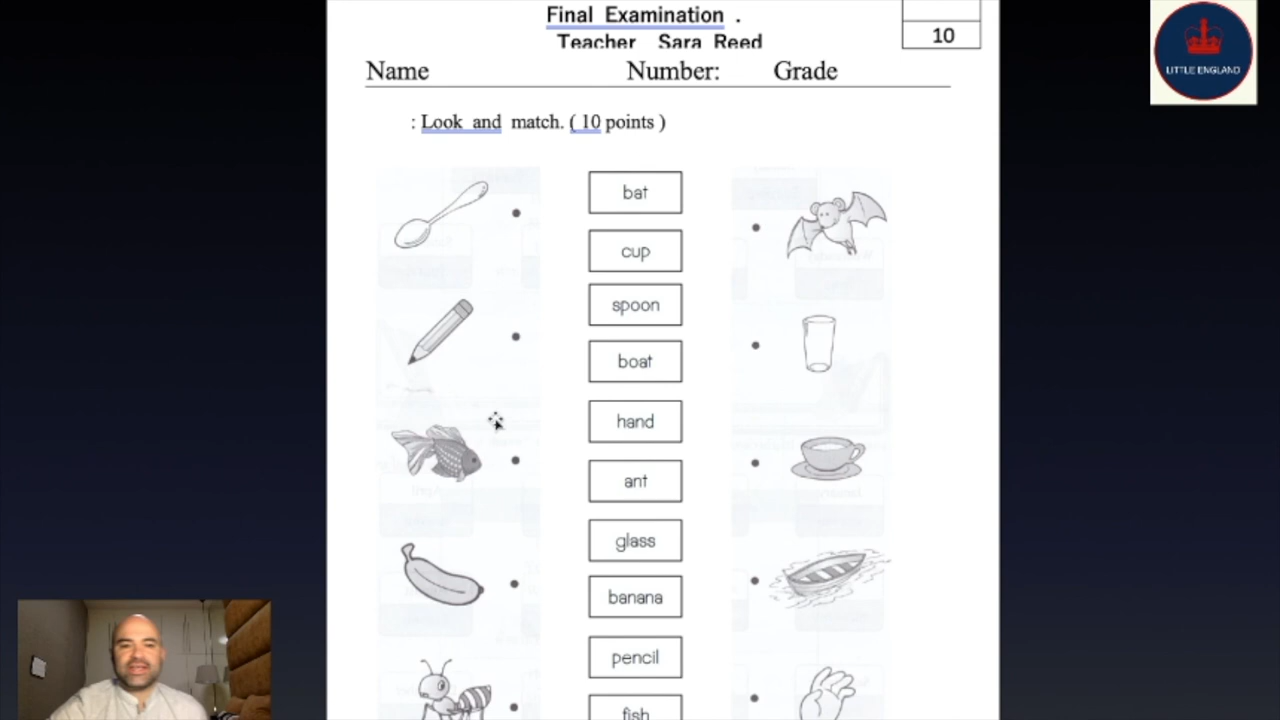 Final Examination .
Teacher Sara Reed
10
LITTLE ENGLAND
Name Number: Grade
: Look and match. ( 10 points )
bat
cup
spoon
boat
hand
ant
glass
banana
pencil
fish